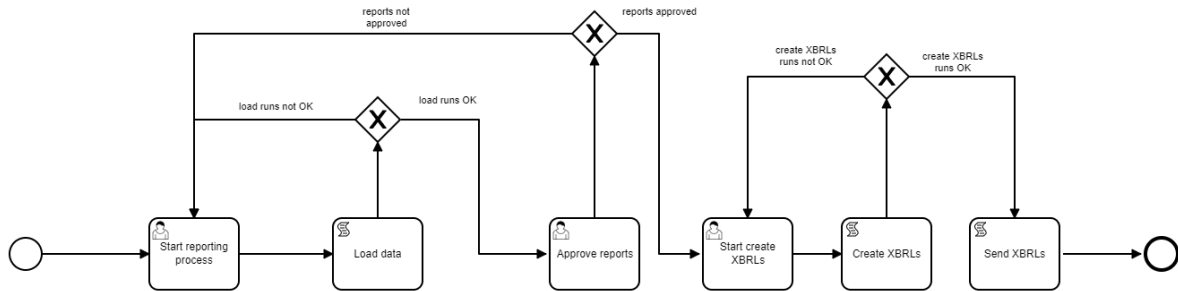 reports not
approved
reports approved
create XBRLs
runs not OK
create XBRLs
runs OK
load runs not OK
load runs OK
Start reporting
process
Load data
Approve reports
Start create
XBRLs
Create XBRLs
Send XBRLs